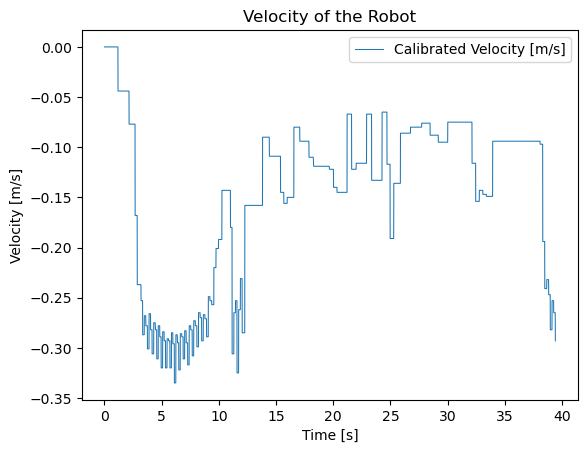 Velocity of the Robot
Calibrated Velocity [m/s]
Velocity [m/s]
0.00
−0.05
−0.10
−0.15
−0.20
−0.25
−0.30
−0.35
0 5 10 15 20 25 30 35 40
Time [s]